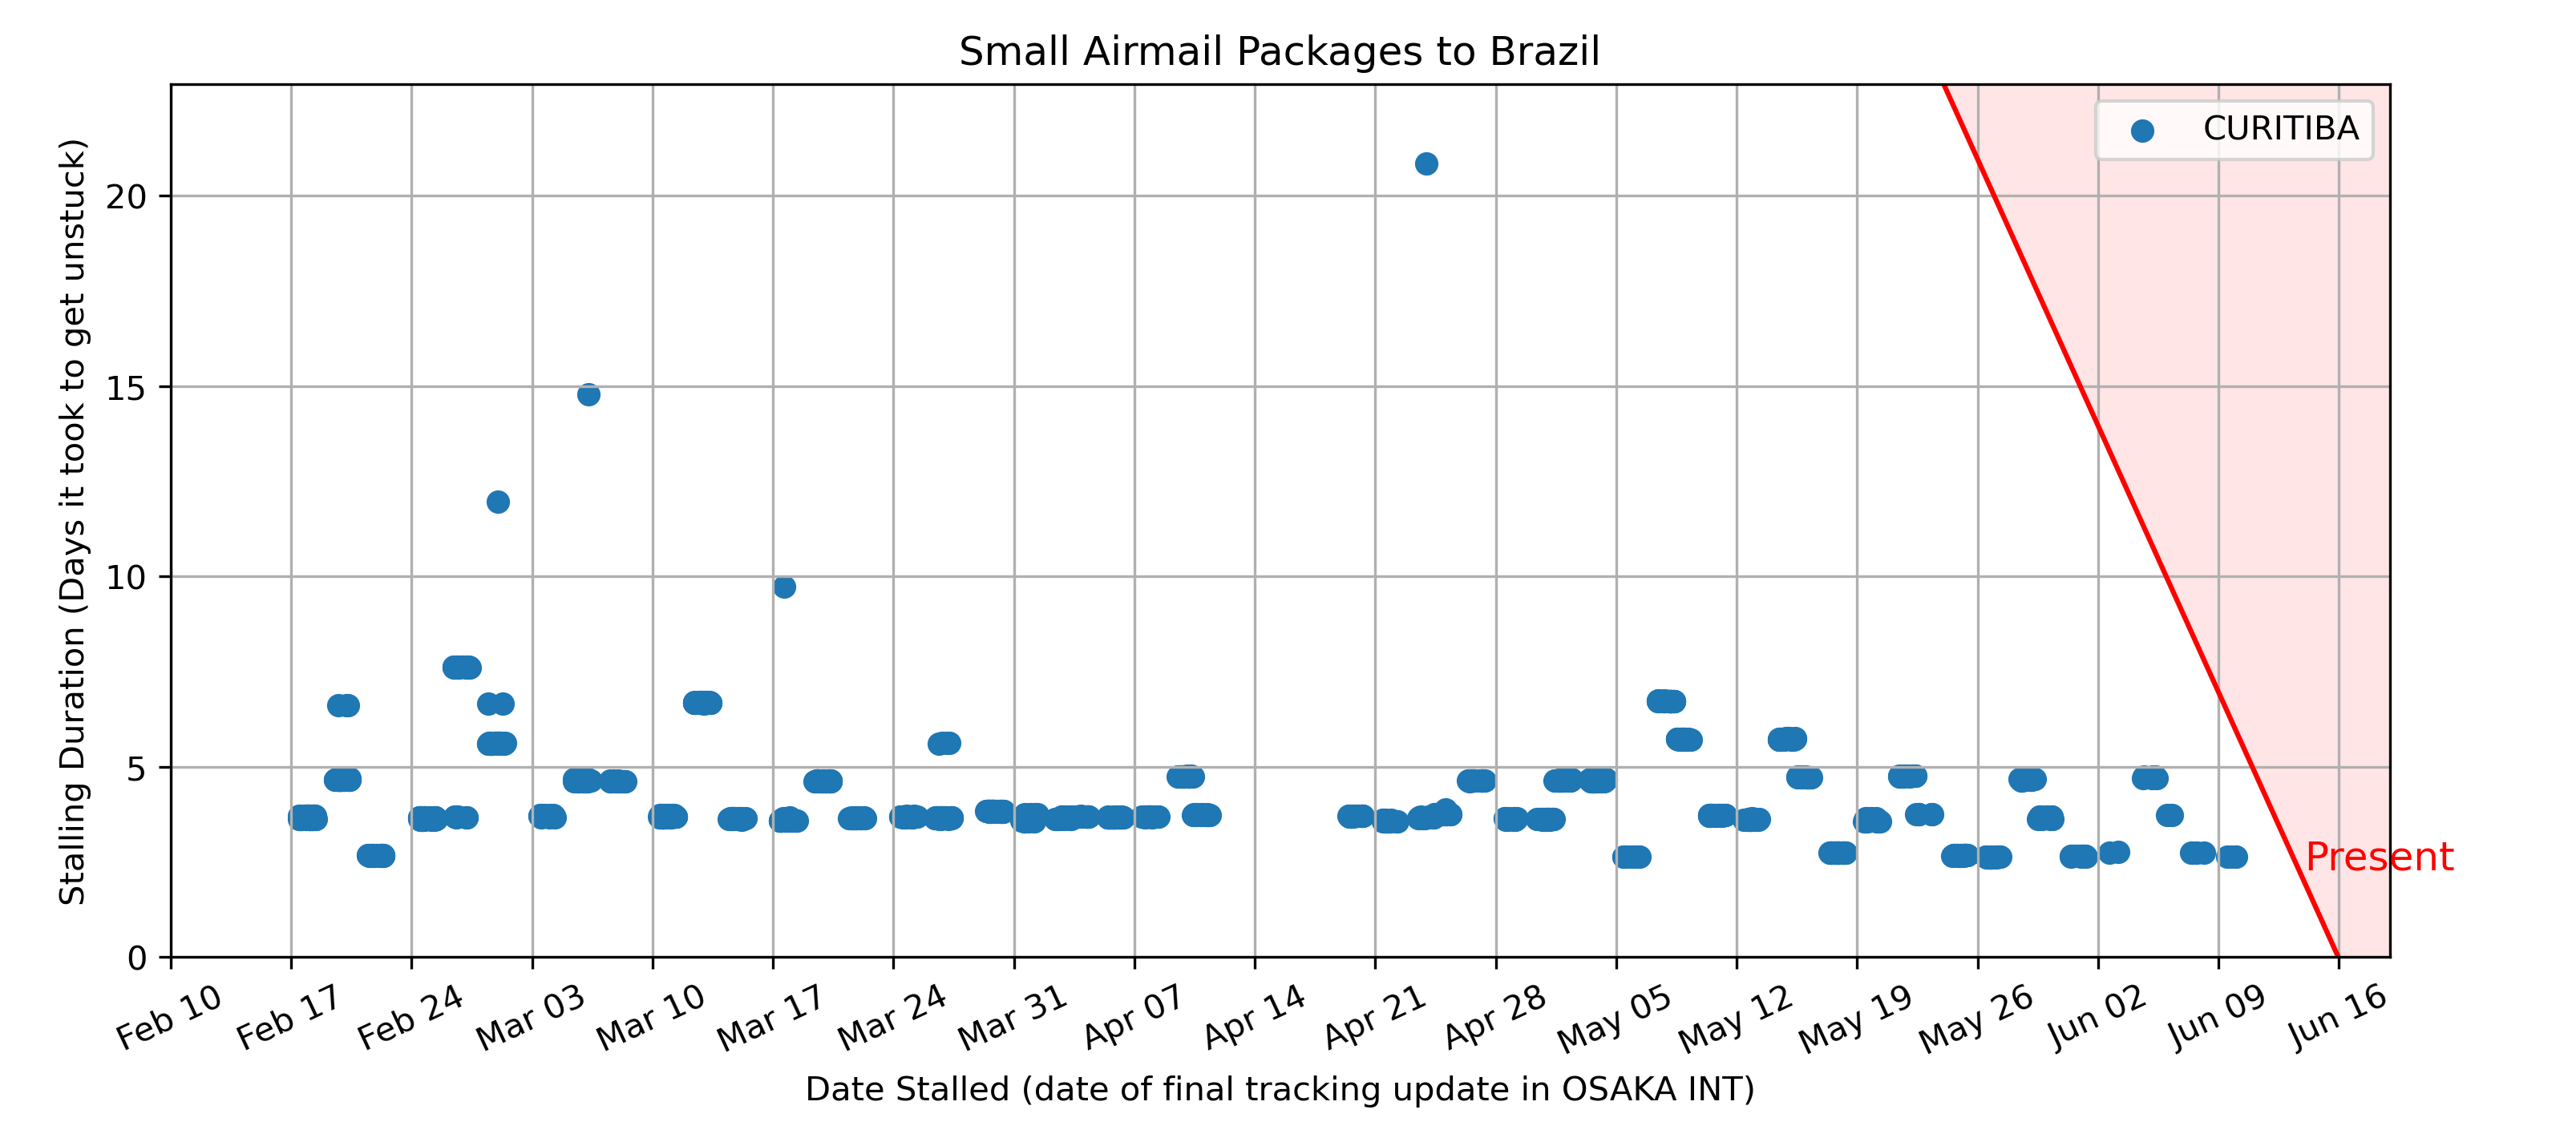 Small Airmail Packages to Brazil
CURITIBA
Stalling Duration (Days it took to get unstuck)
20
15
10
5
0
Present
Feb 10
Feb 17
Feb 24
Mar 03
Mar 10
Mar 17
Mar 24
Mar 31
Apr 07
Apr 14
Apr 21
Apr 28
May 05
May 12
May 19
May 26
Jun 02
Jun 09
Jun 16
Date Stalled (date of final tracking update in OSAKA INT)